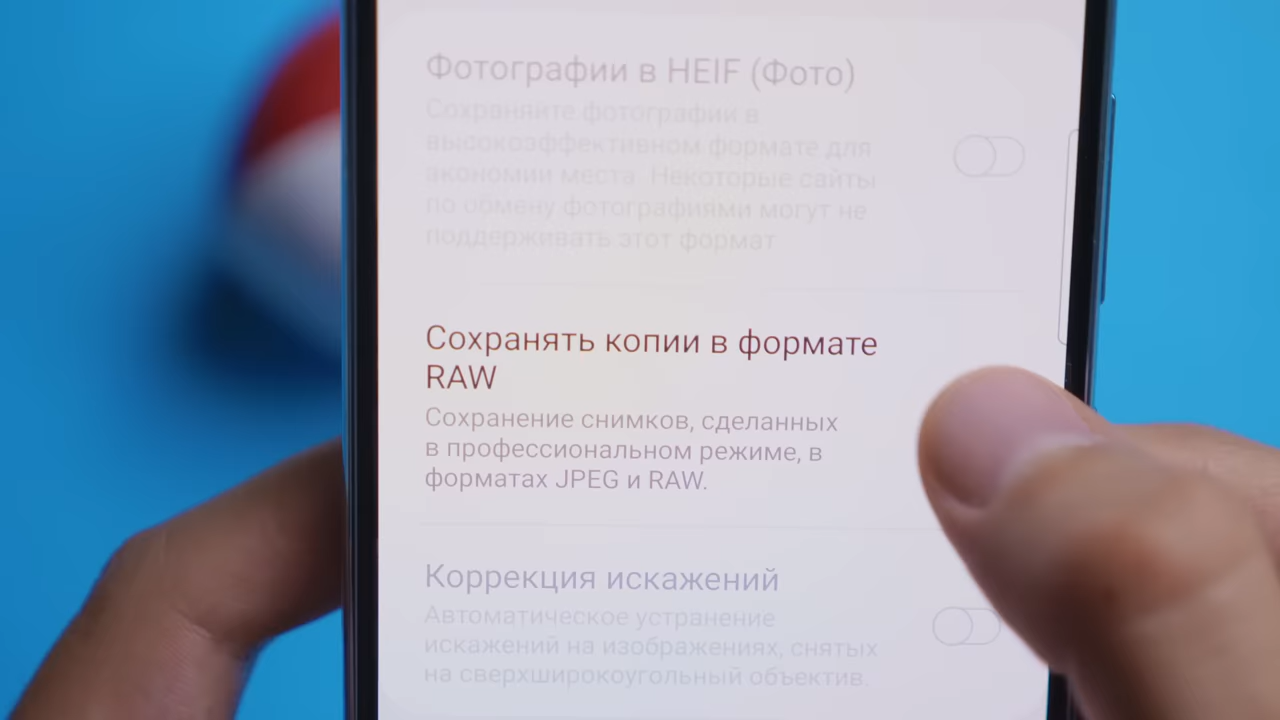 Фотографии в HEIF (Фото)
Сохраняйте фотографии в
высокоэффективном формате для
экономии места. Некоторые сайты
по обмену фотографиями могут не
поддерживать этот формат
Сохранять копии в формате
RAW
Сохранение снимков, сделанных
в профессиональном режиме, в
форматах JPEG и RAW.
Коррекция искажений
Автоматическое устранение
искажений на изображениях, снятых
на сверхширокоугольный объектив.